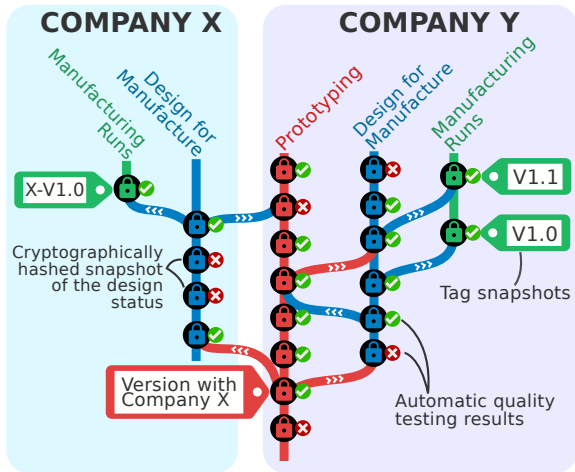 COMPANY X
COMPANY Y
Manufacturing
Runs
Design for
Manufacture
Prototyping
Design for
Manufacture
Manufacturing
Runs
X-V1.0
V1.1
V1.0
Cryptographically
hashed snapshot
of the design
status
Tag snapshots
Version with
Company X
Automatic quality
testing results